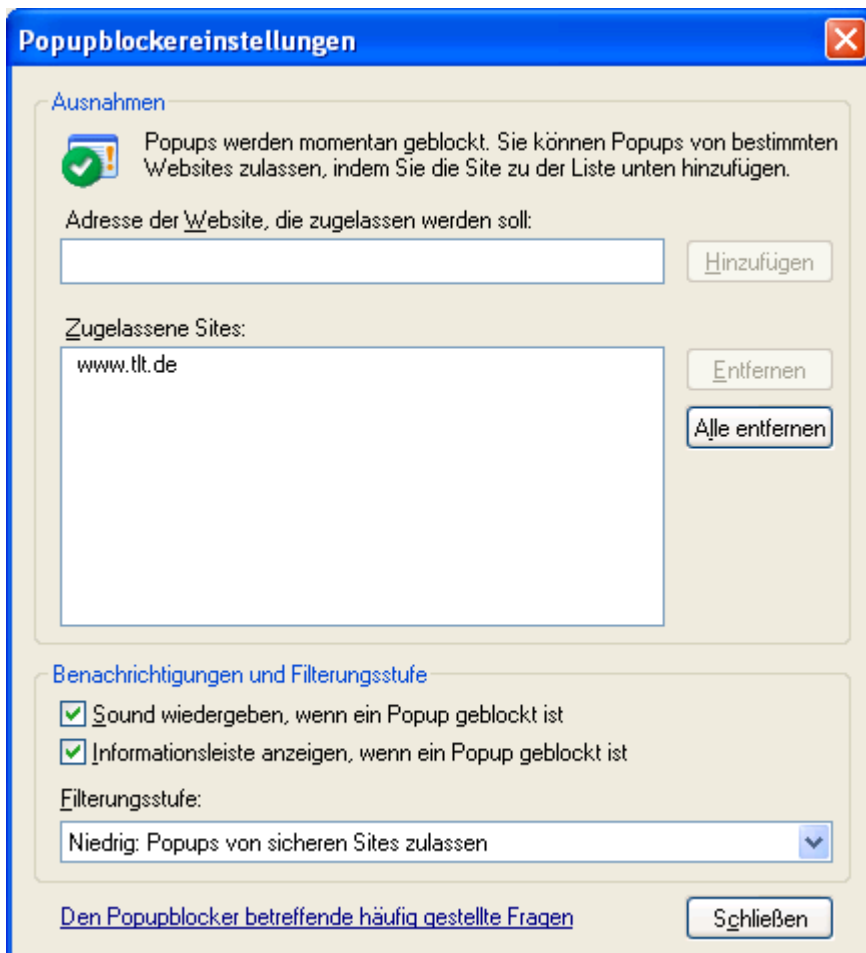 Popupblockereinstellungen
Ausnahmen
Popups werden momentan geblockt. Sie können Popups von bestimmten
Websites zulassen, indem Sie die Site zu der Liste unten hinzufügen.
Adresse der Website, die zugelassen werden soll:
Hinzufügen
Zugelassene Sites:
www.tlt.de
Entfernen
Alle entfernen
Benachrichtigungen und Filterungsstufe
Sound wiedergeben, wenn ein Popup geblockt ist
Informationsleiste anzeigen, wenn ein Popup geblockt ist
Filterungsstufe:
Niedrig: Popups von sicheren Sites zulassen
Den Popupblocker betreffende häufig gestellte Fragen
Schließen